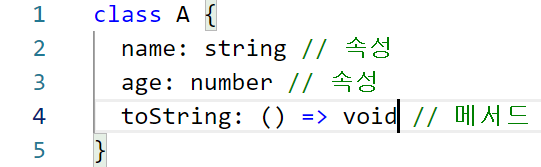 1 class A {
2 name: string // 속성
3 age: number // 속성
4 toString: () => void // 메서드
5 }